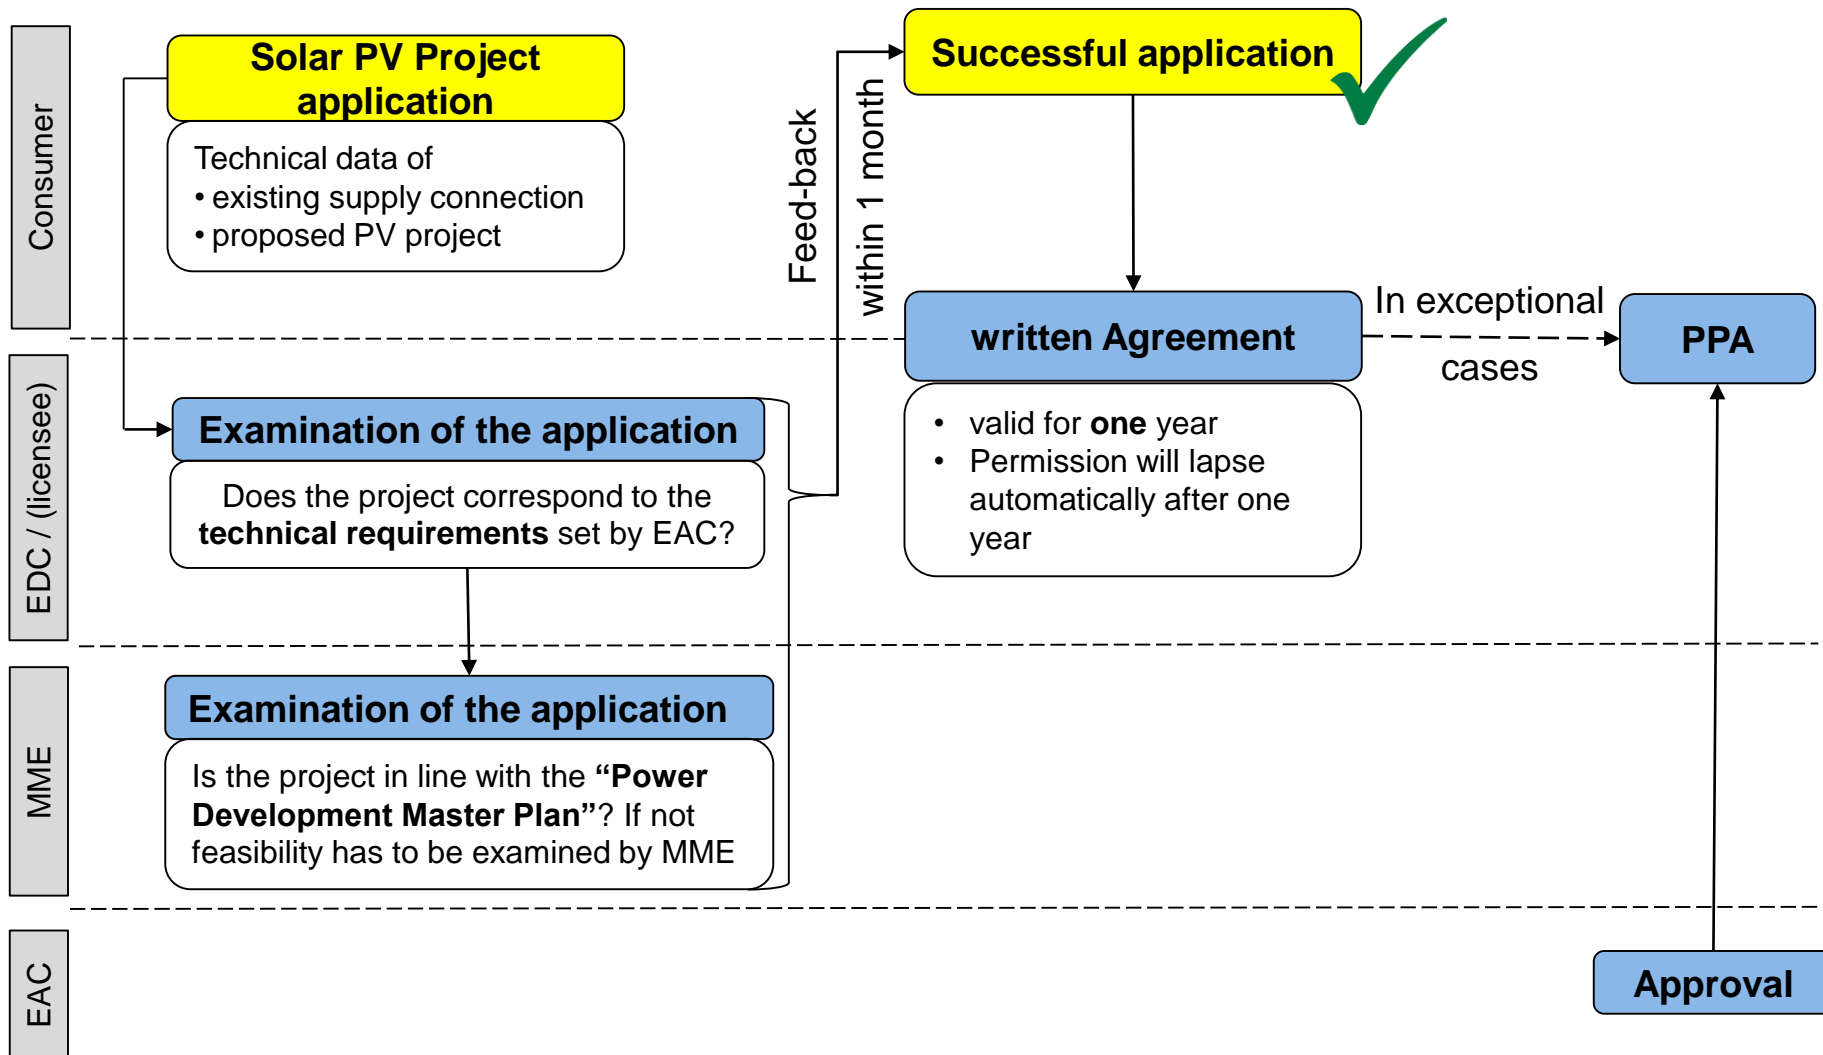 Consumer
Solar PV Project
application
Technical data of
• existing supply connection
• proposed PV project
Feed-back
within 1 month
Successful application
written Agreement
• valid for one year
• Permission will lapse
automatically after one
year
In exceptional
cases
PPA
EDC / (licensee)
Examination of the application
Does the project correspond to the
technical requirements set by EAC?
MME
Examination of the application
Is the project in line with the “Power
Development Master Plan”? If not
feasibility has to be examined by MME
EAC
Approval